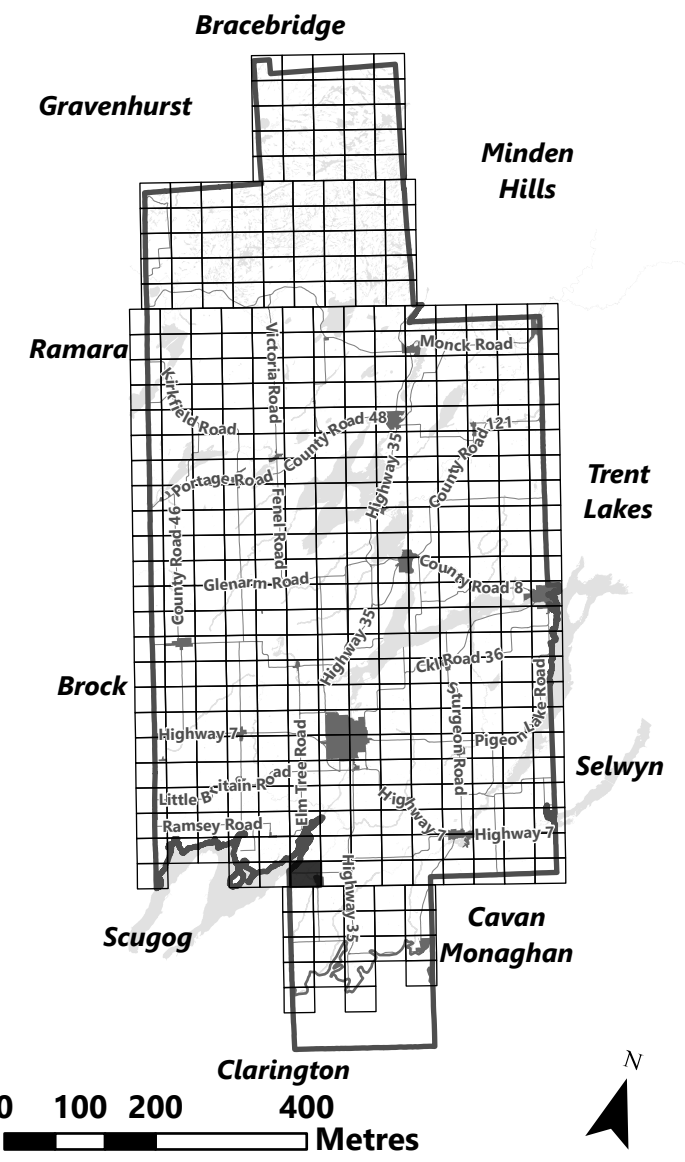 Bracebridge
Gravenhurst
Minden
Hills
Ramara
Victoria Road
Monck Road
Kirkfield Road
County Road 48
County Road 121
Highway 35
Portage Road
Trent
Lakes
Fenel Road
County Road 46
County Road 8
Glenarm Road
Highway 35
Ckl Road 36
Brock
Sturgeon Road
Pigeon Lake Road
Highway 7
Elm Tree Road
Selwyn
Little Britain Road
Highway 7
Ramsey Road
Highway 7
Highway 35
Scugog
Cavan
Monaghan
Clarington
N
0 100 200 400
Metres